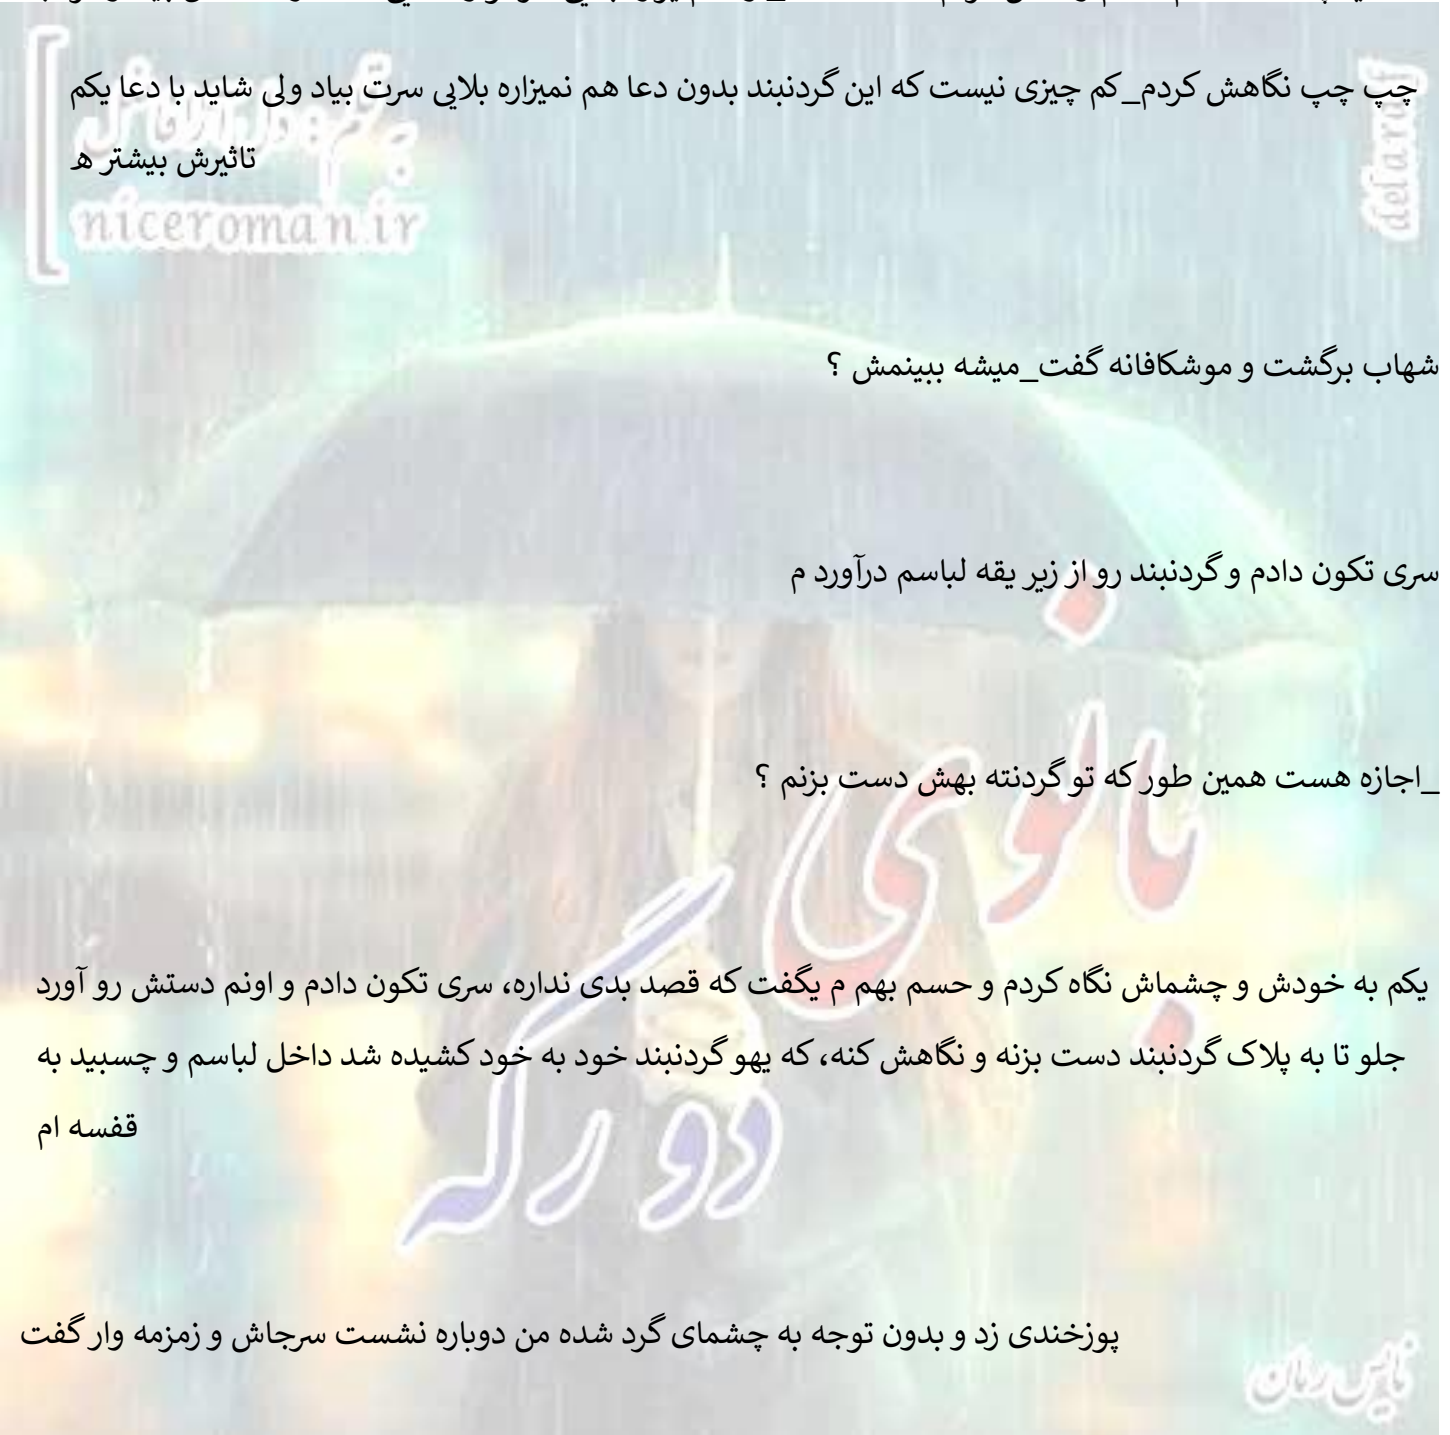 چپ چپ نگاهش کردم_کم چیزی نیست که این گردنبند بدون دعا هم نمیزاره بلایی سرت بیاد ولی شاید با دعا یکم
تاثیرش بیشتر ه
niceroman.ir
delaraf
شهاب برگشت و موشکافانه گفت_میشه ببینمش ؟
سری تکون دادم و گردنبند رو از زیر یقه لباسم درآورد م
_اجازه هست همین طور که تو گردنته بهش دست بزنم ؟
بانوی
یکم به خودش و چشماش نگاه کردم و حسم بهم م یگفت که قصد بدی نداره، سری تکون دادم و اونم دستش رو آورد
جلو تا به پلاک گردنبند دست بزنه و نگاهش کنه، که یهو گردنبند خود به خود کشیده شد داخل لباسم و چسبید به
قفسه ام
دو رگه
پوزخندی زد و بدون توجه به چشمای گرد شده من دوباره نشست سرجاش و زمزمه وار گفت
نایس رمان